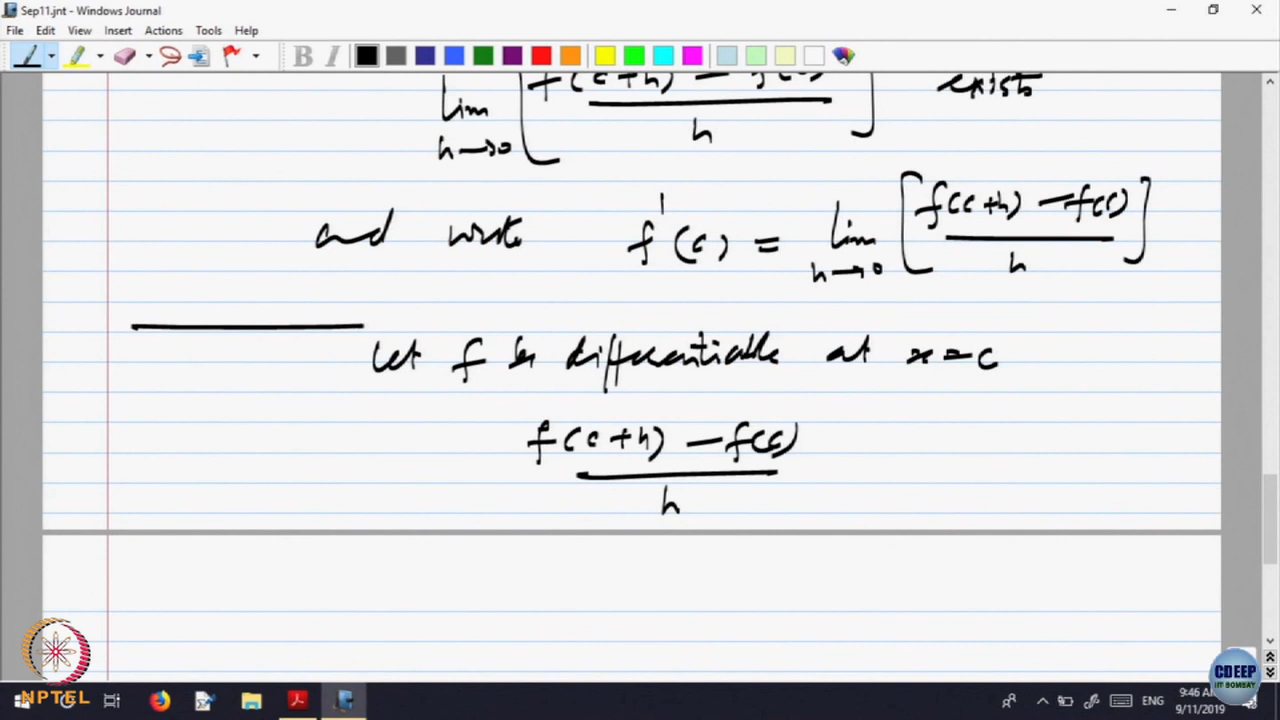 Sep11.jnt - Windows Journal
File Edit View Insert Actions Tools Help
lim h→0 [ f(c+h) − f(c) / h ] exists
and write f'(c) = lim h→0 [ f(c+h) − f(c) / h ]
Let f be differentiable at x = c
f(c+h) − f(c)
h
NPTEL
CDEEP
IIT BOMBAY
ENG
9:46
9/11/2019